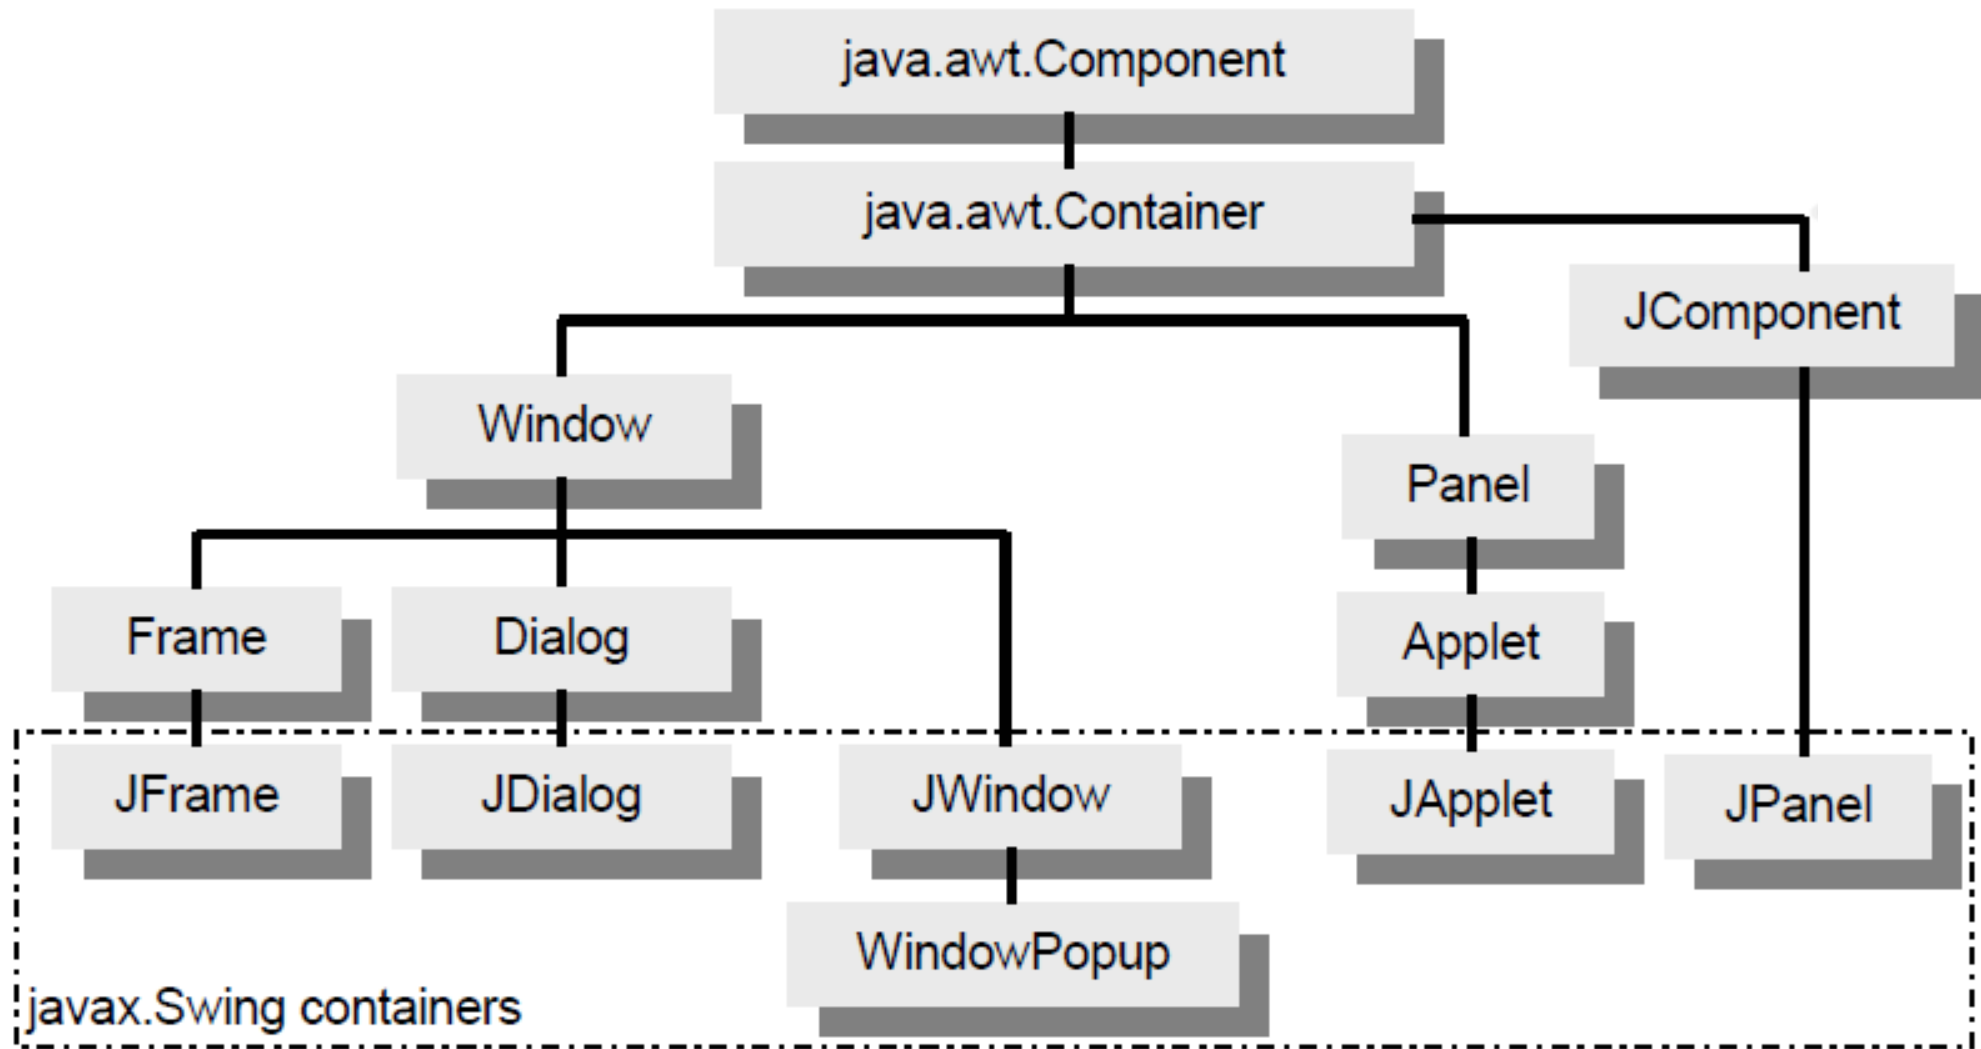 java.awt.Component
java.awt.Container
JComponent
Window
Panel
Frame
Dialog
Applet
JFrame
JDialog
JWindow
JApplet
JPanel
WindowPopup
javax.Swing containers